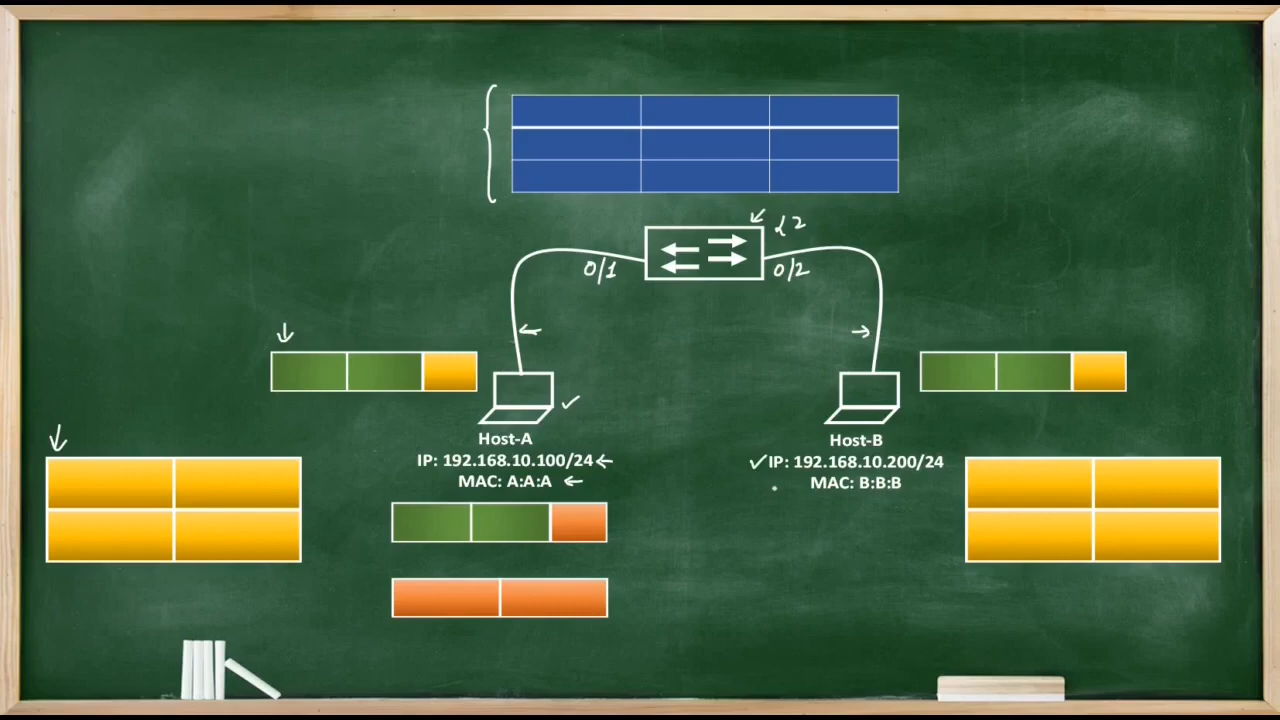 L2
0/1
0/2
Host-A
IP: 192.168.10.100/24
MAC: A:A:A
Host-B
IP: 192.168.10.200/24
MAC: B:B:B